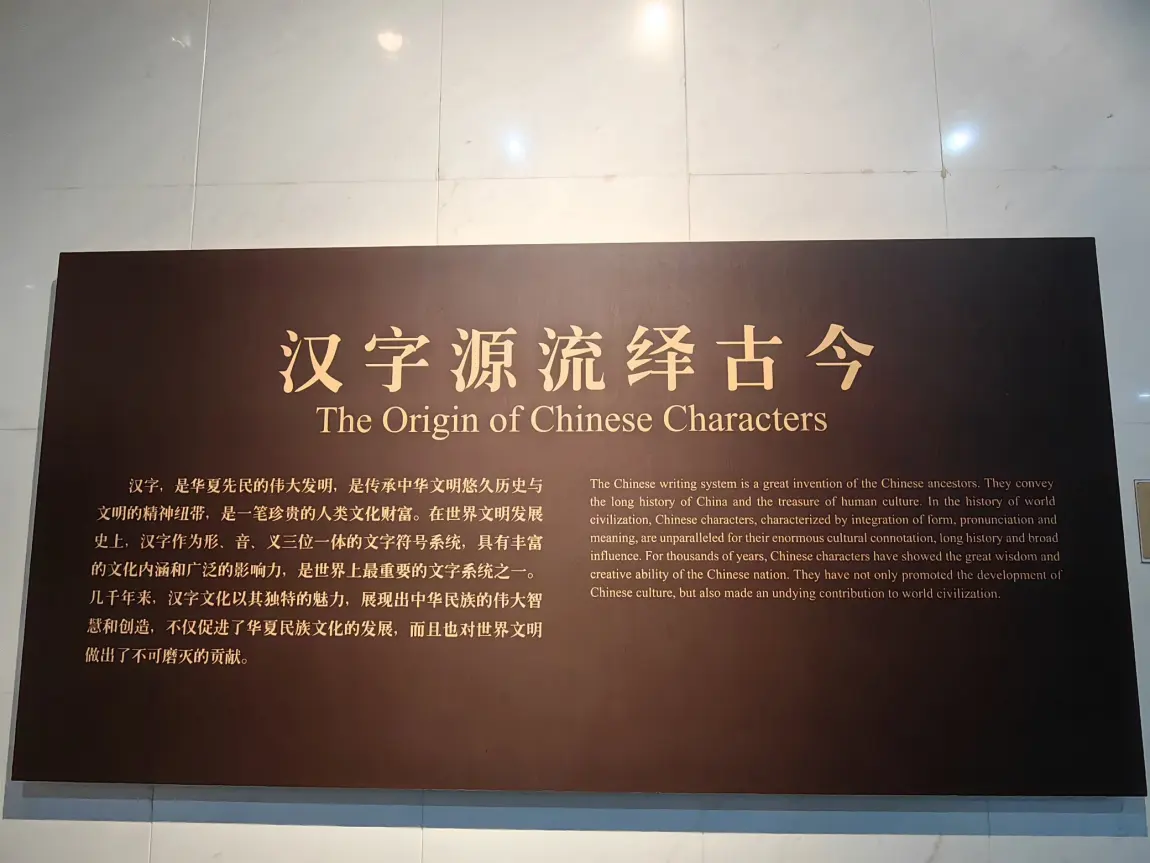 汉字源流绎古今
The Origin of Chinese Characters
汉字，是华夏先民的伟大发明，是传承中华文明悠久历史与
文明的精神纽带，是一笔珍贵的人类文化财富。在世界文明发展
史上，汉字作为形、音、义三位一体的文字符号系统，具有丰富
的文化内涵和广泛的影响力，是世界上最重要的文字系统之一。
几千年来，汉字文化以其独特的魅力，展现出中华民族的伟大智
慧和创造，不仅促进了华夏民族文化的发展，而且也对世界文明
做出了不可磨灭的贡献。
The Chinese writing system is a great invention of the Chinese ancestors. They convey
the long history of China and the treasure of human culture. In the history of world
civilization, Chinese characters, characterized by integration of form, pronunciation and
meaning, are unparalleled for their enormous cultural connotation, long history and broad
influence. For thousands of years, Chinese characters have showed the great wisdom and
creative ability of the Chinese nation. They have not only promoted the development of
Chinese culture, but also made an undying contribution to world civilization.